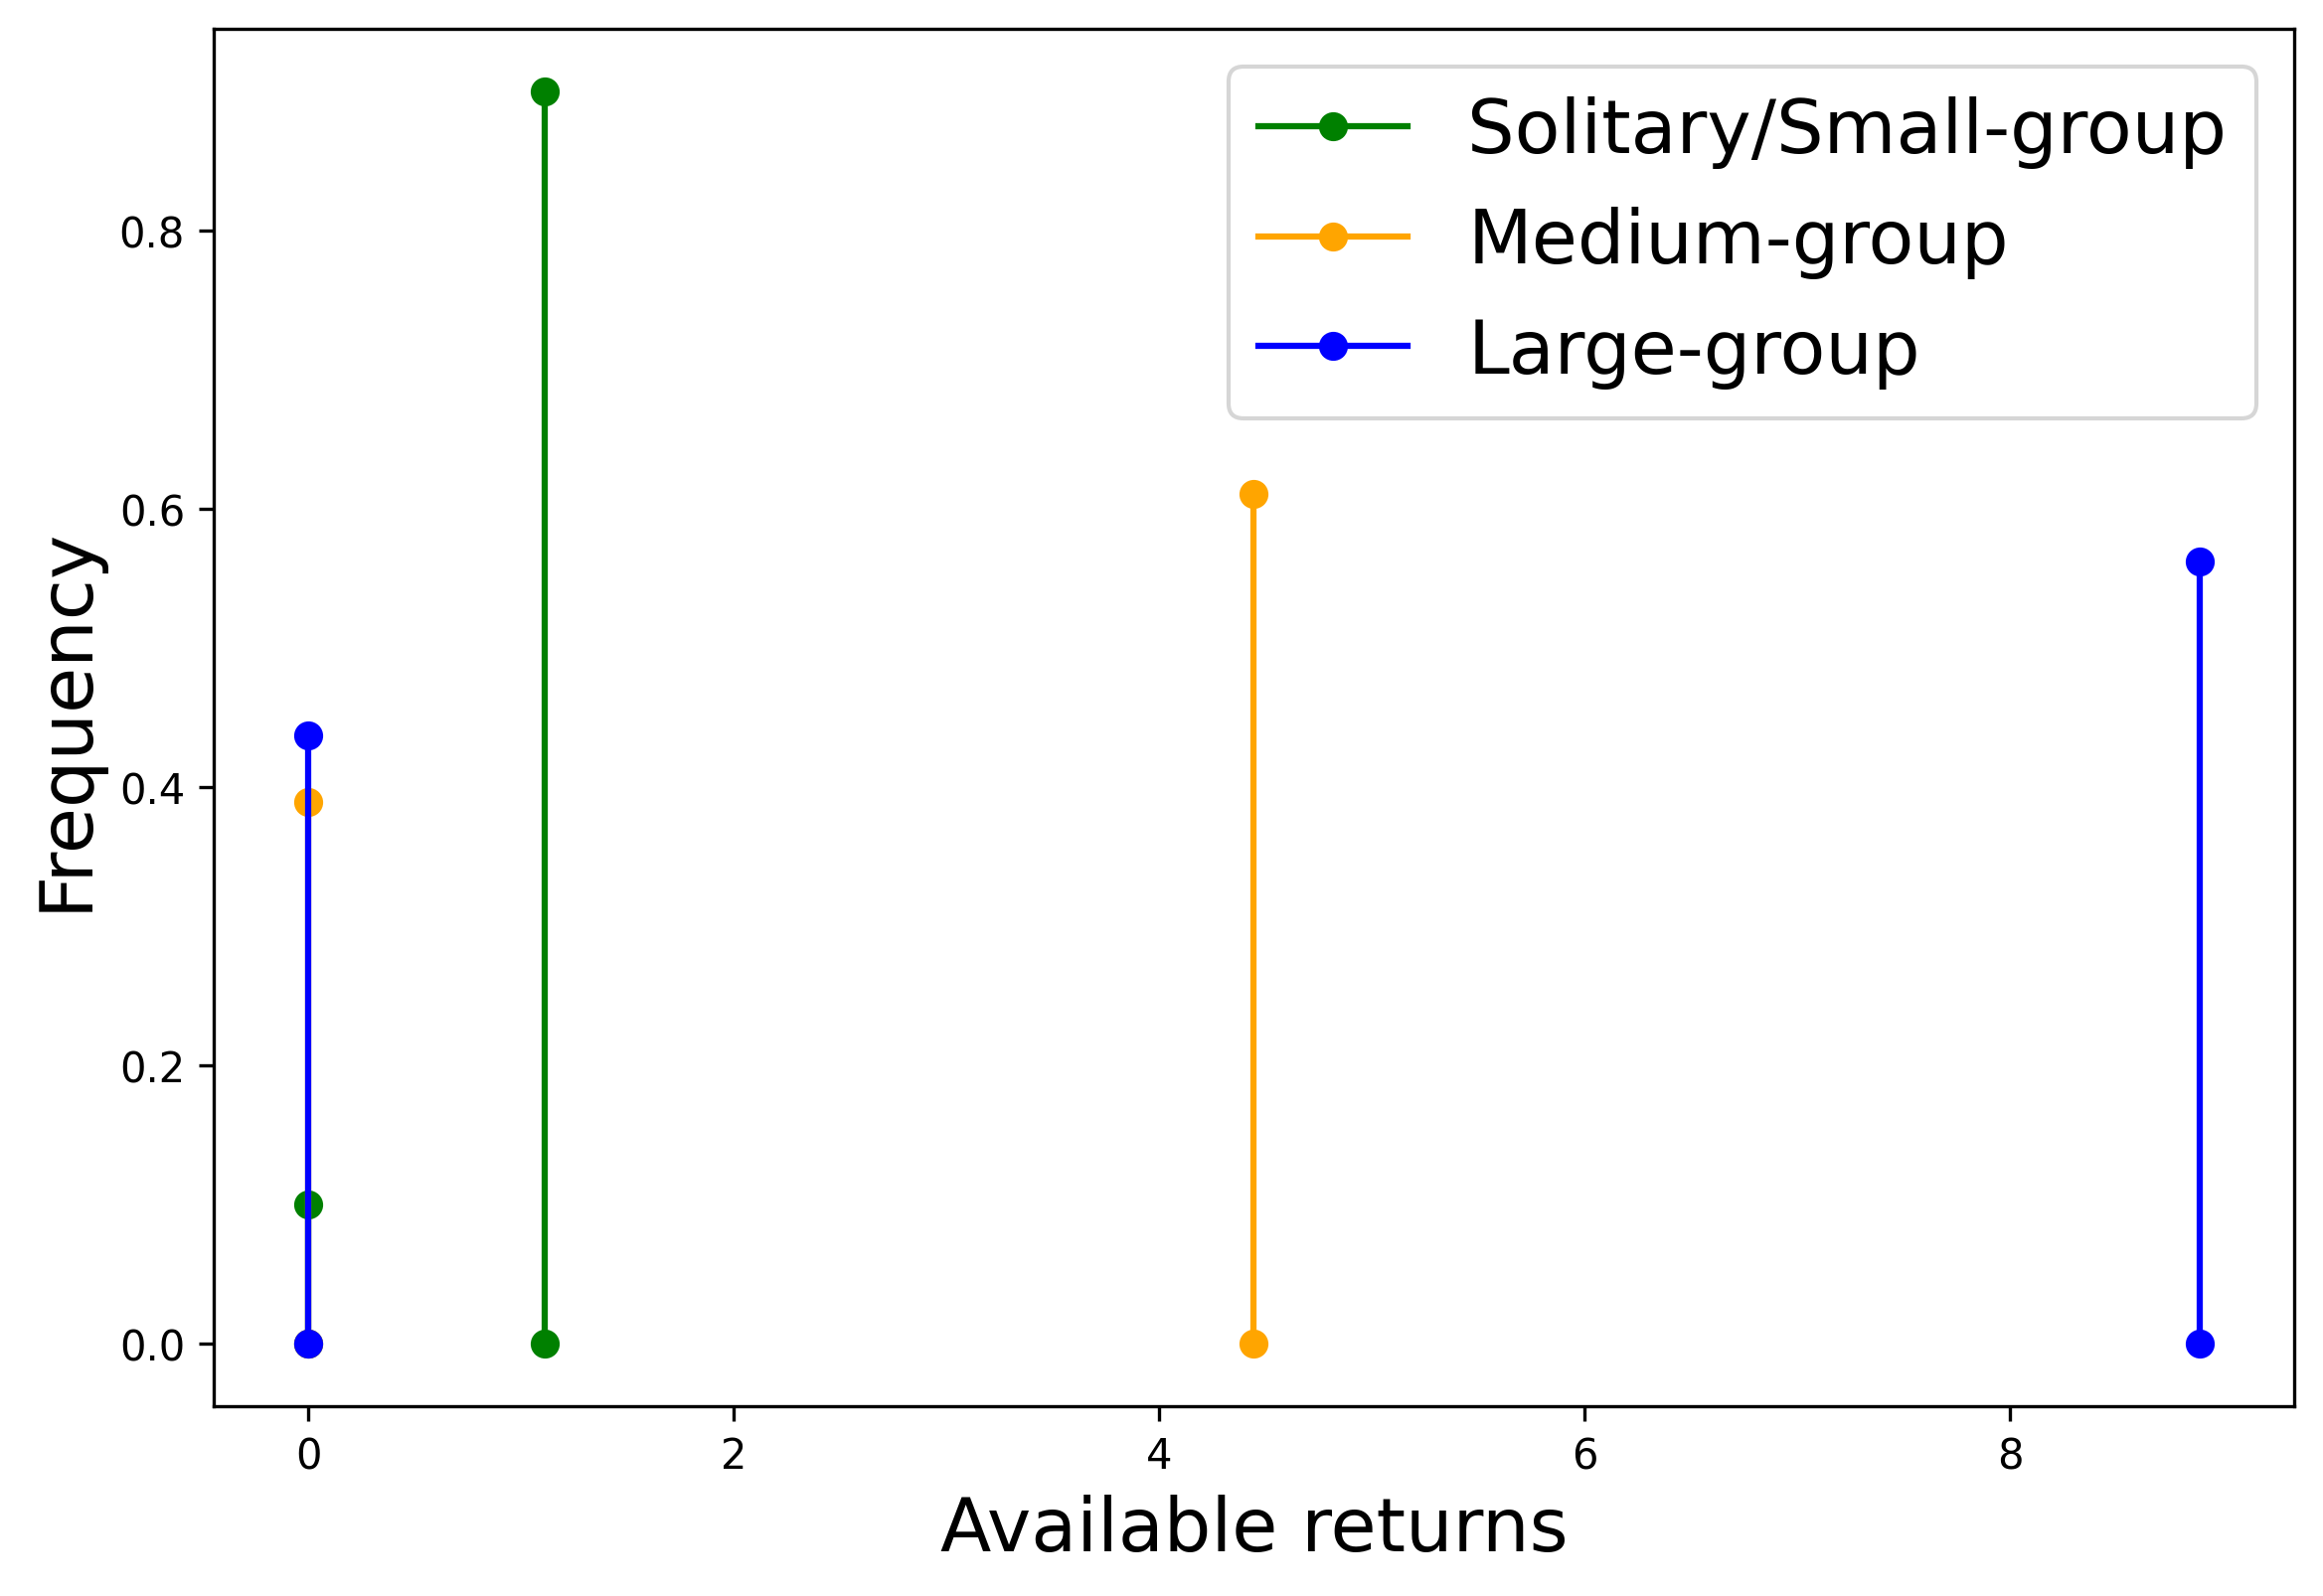 Solitary/Small-group
Medium-group
Large-group
Frequency
0.8
0.6
0.4
0.2
0.0
0 2 4 6 8
Available returns